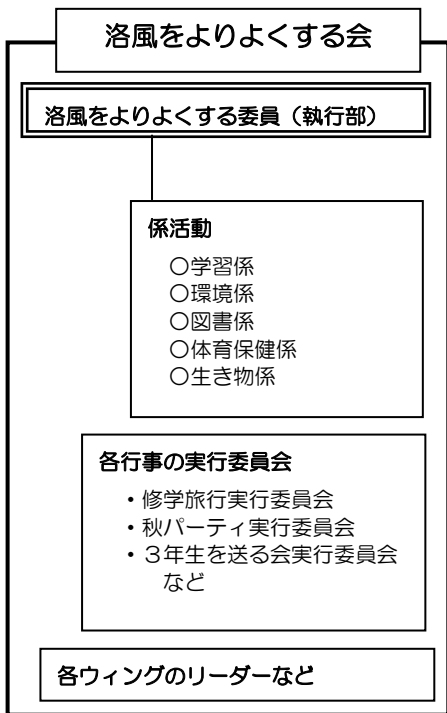 洛風をよりよくする会
洛風をよりよくする委員（執行部）
係活動
○学習係
○環境係
○図書係
○体育保健係
○生き物係
各行事の実行委員会
・修学旅行実行委員会
・秋パーティ実行委員会
・３年生を送る会実行委員会
など
各ウィングのリーダーなど